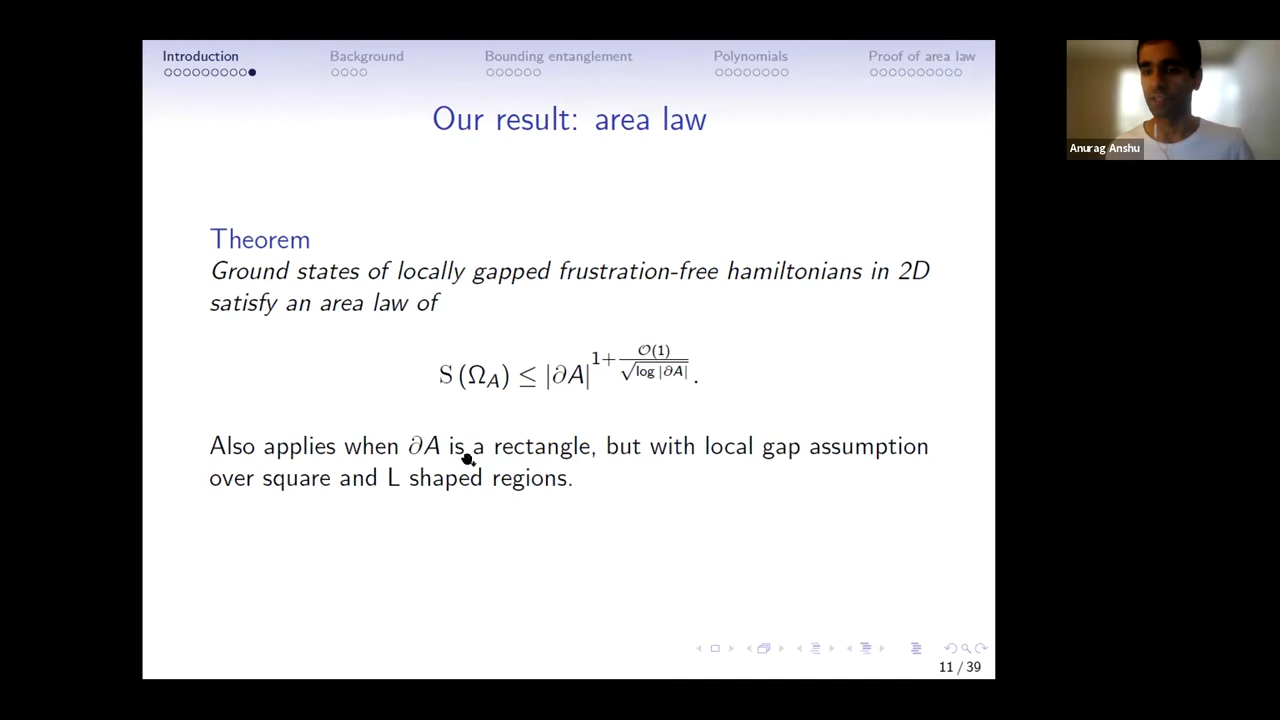 Introduction Background Bounding entanglement Polynomials Proof of area law
Our result: area law
Theorem
Ground states of locally gapped frustration-free hamiltonians in 2D
satisfy an area law of
S (Ω_A) ≤ |∂A|^{1+\frac{𝒪(1)}{\sqrt{log |∂A|}}} .
Also applies when ∂A is a rectangle, but with local gap assumption
over square and L shaped regions.
11 / 39
Anurag Anshu